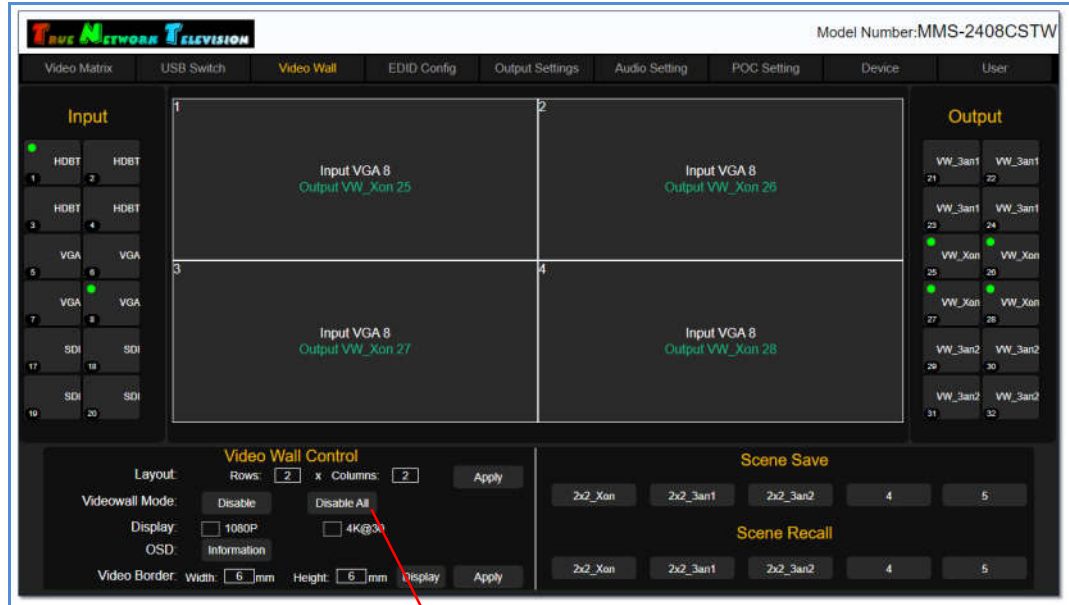 TRUE NETWORK TELEVISION
Model Number:MMS-2408CSTW
Video Matrix USB Switch Video Wall EDID Config Output Settings Audio Setting POC Setting Device User
Input
HDBT HDBT
1 2
HDBT HDBT
3 4
VGA VGA
5 6
VGA VGA
7 8
SDI SDI
17 18
SDI SDI
19 20
1
Input VGA 8
Output VW_Xon 25
2
Input VGA 8
Output VW_Xon 26
3
Input VGA 8
Output VW_Xon 27
4
Input VGA 8
Output VW_Xon 28
Output
VW_3an1 VW_3an1
21 22
VW_3an1 VW_3an1
23 24
VW_Xon VW_Xon
25 26
VW_Xon VW_Xon
27 28
VW_3an2 VW_3an2
29 30
VW_3an2 VW_3an2
31 32
Video Wall Control
Layout: Rows: 2 x Columns: 2 Apply
Videowall Mode: Disable Disable All
Display: 1080P 4K@30
OSD: Information
Video Border: Width: 6 mm Height: 6 mm Display Apply
Scene Save
2x2_Xon 2x2_3an1 2x2_3an2 4 5
Scene Recall
2x2_Xon 2x2_3an1 2x2_3an2 4 5